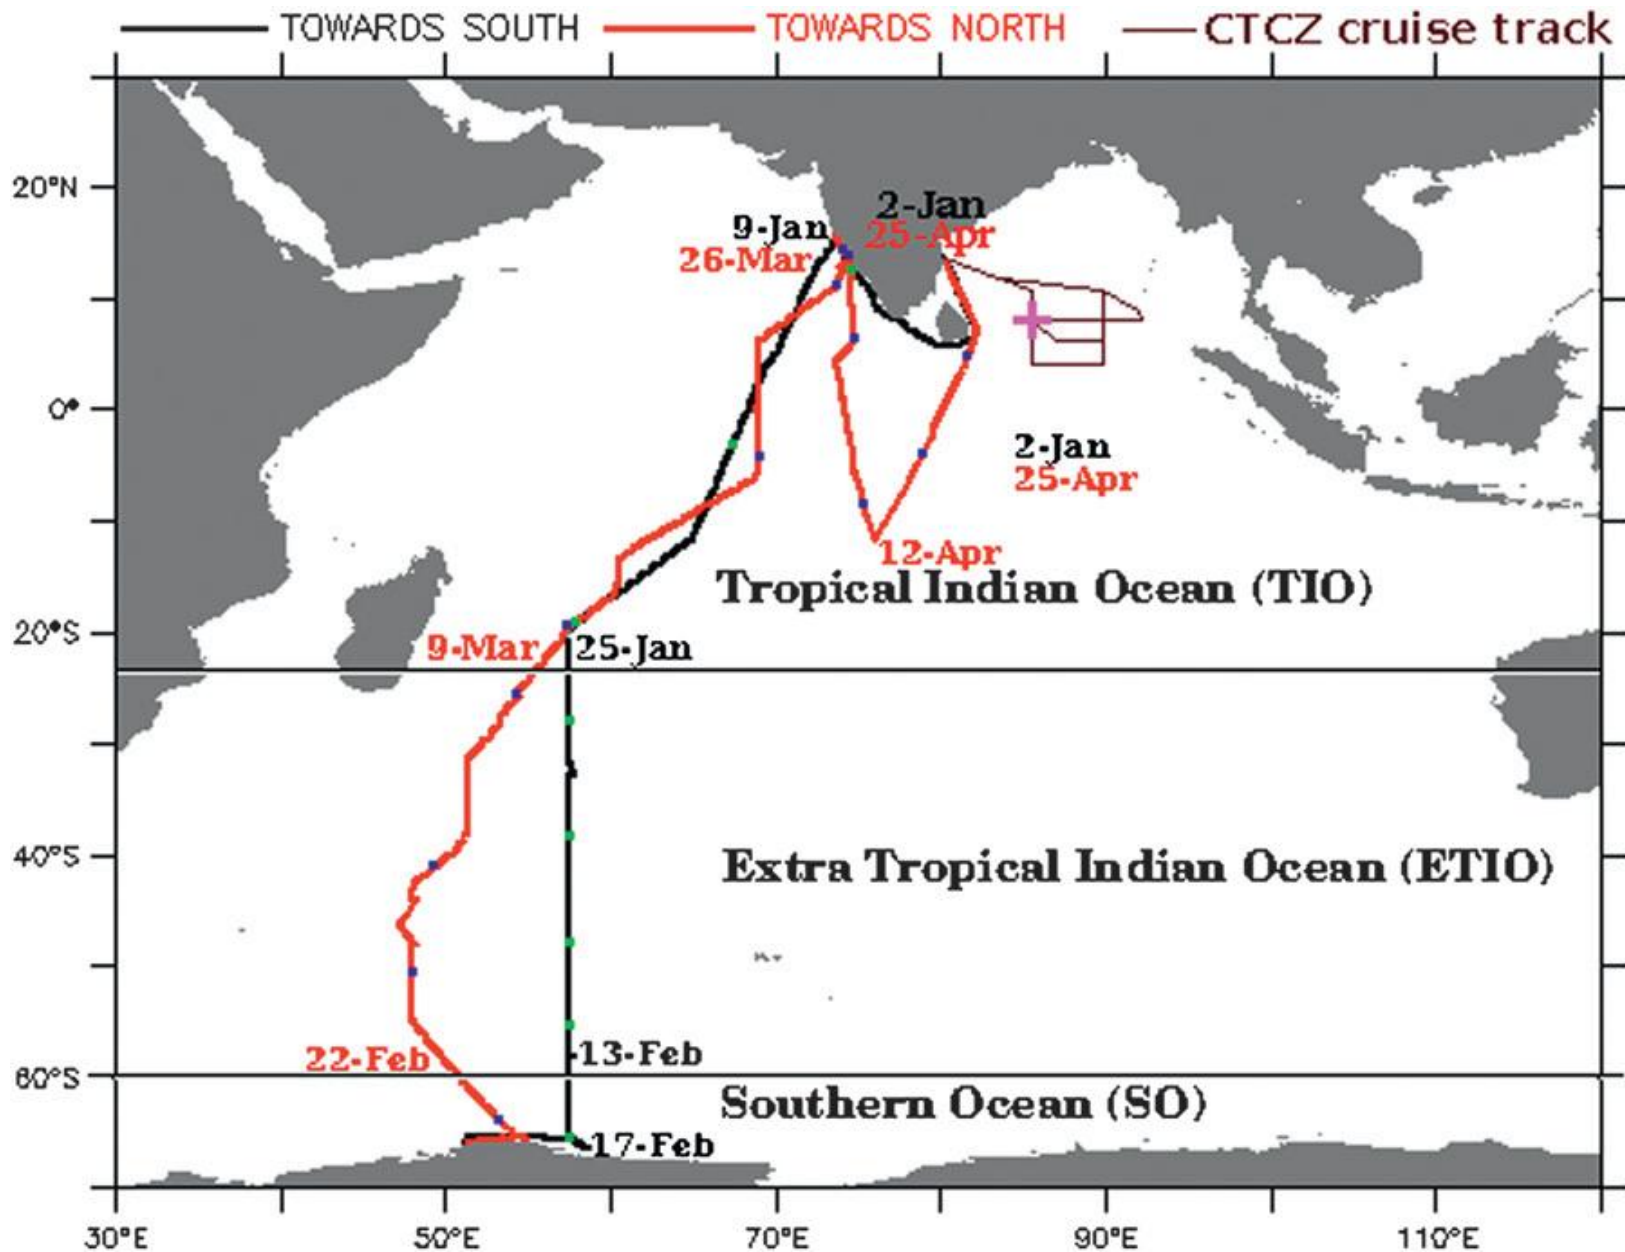 TOWARDS SOUTH TOWARDS NORTH CTCZ cruise track
20°N
0°
20°S
40°S
60°S
2-Jan
25-Apr
9-Jan
26-Mar
2-Jan
25-Apr
12-Apr
Tropical Indian Ocean (TIO)
9-Mar 25-Jan
Extra Tropical Indian Ocean (ETIO)
22-Feb 13-Feb
Southern Ocean (SO)
17-Feb
30°E 50°E 70°E 90°E 110°E